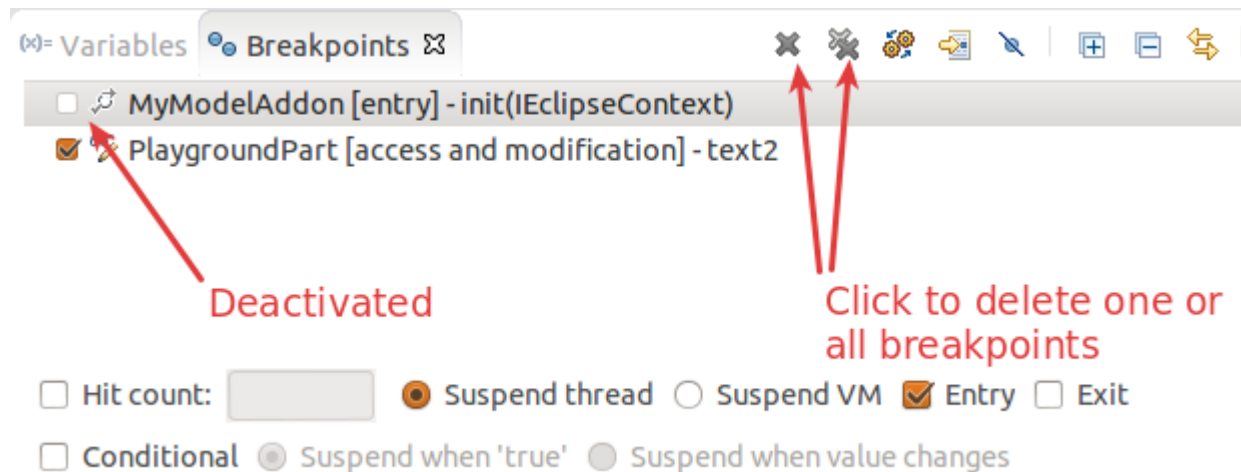 (x)= Variables Breakpoints
MyModelAddon [entry] - init(IEclipseContext)
PlaygroundPart [access and modification] - text2
Deactivated
Click to delete one or
all breakpoints
Hit count: Suspend thread Suspend VM Entry Exit
Conditional Suspend when 'true' Suspend when value changes